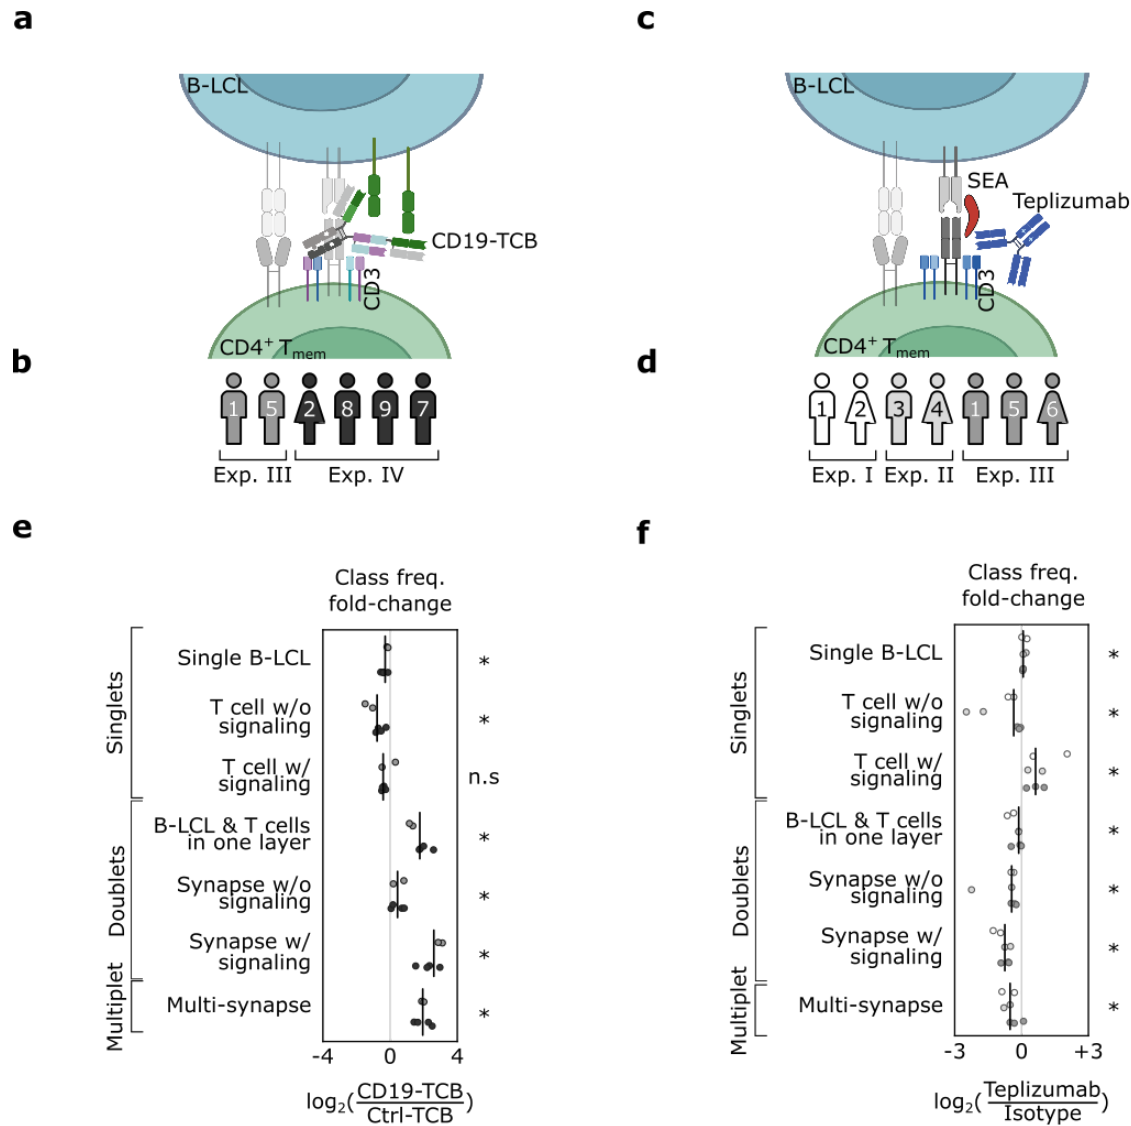 a
B-LCL
CD19-TCB
CD3
CD4+ Tmem
b
1 5 2 8 9 7
Exp. III Exp. IV
c
B-LCL
SEA
Teplizumab
CD3
CD4+ Tmem
d
1 2 3 4 1 5 6
Exp. I Exp. II Exp. III
e
Class freq.
fold-change
Singlets
Single B-LCL *
T cell w/o
signaling *
T cell w/
signaling n.s
Doublets
B-LCL & T cells
in one layer *
Synapse w/o
signaling *
Synapse w/
signaling *
Multiplet
Multi-synapse *
-4 0 4
log2(CD19-TCB/Ctrl-TCB)
f
Class freq.
fold-change
Singlets
Single B-LCL *
T cell w/o
signaling *
T cell w/
signaling *
Doublets
B-LCL & T cells
in one layer *
Synapse w/o
signaling *
Synapse w/
signaling *
Multiplet
Multi-synapse *
-3 0 +3
log2(Teplizumab/Isotype)